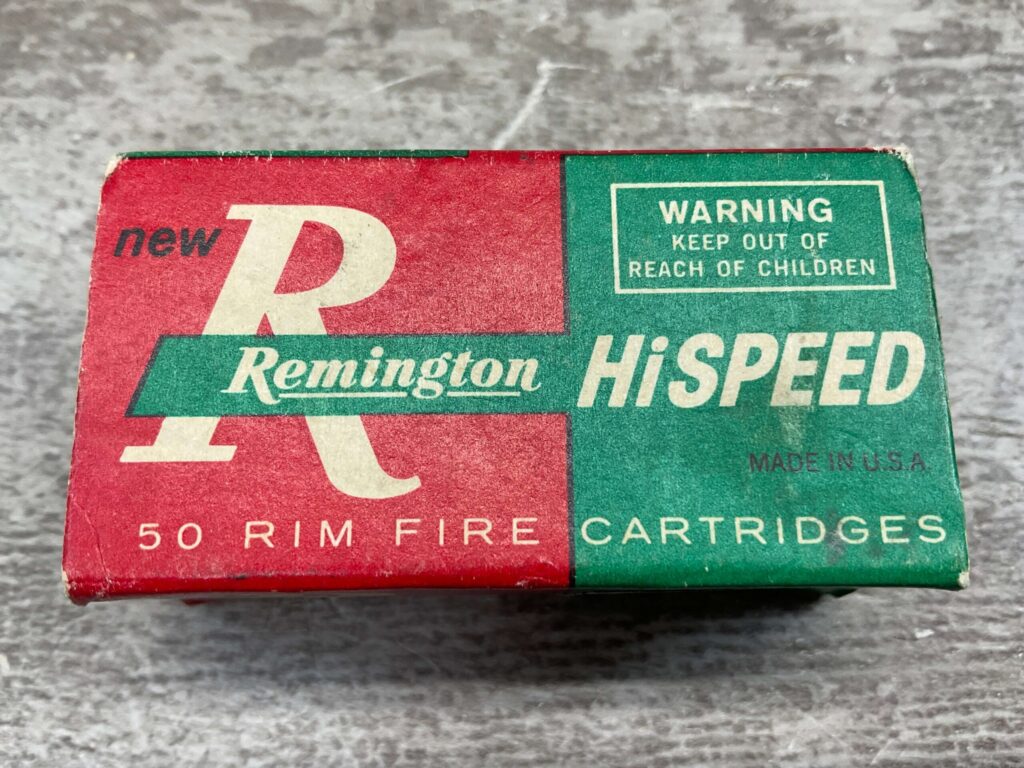 new
R
Remington
50 RIM FIRE CARTRIDGES
WARNING
KEEP OUT OF
REACH OF CHILDREN
HiSPEED
MADE IN U.S.A.